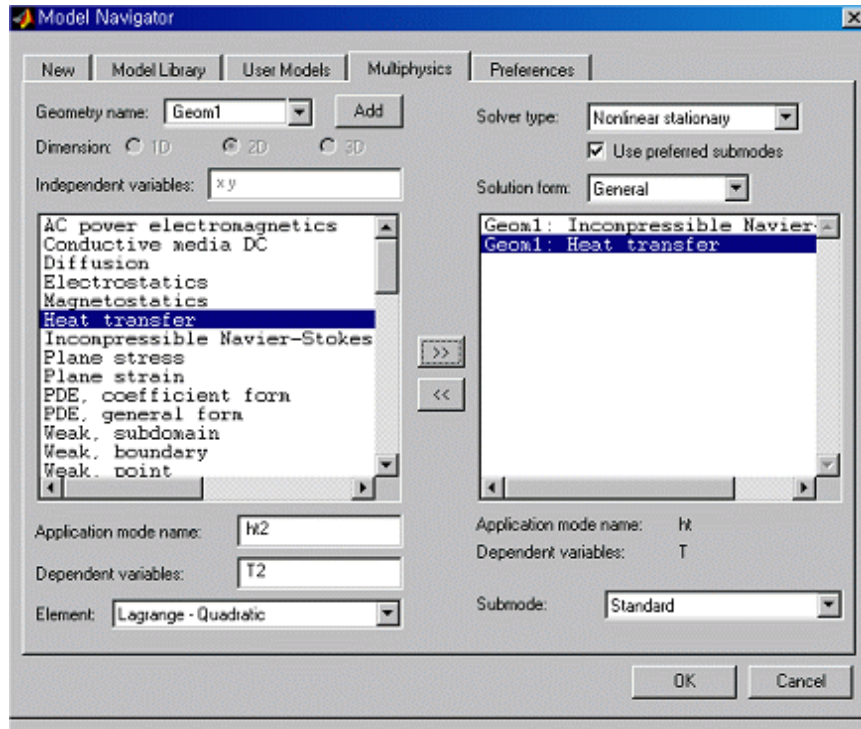 Model Navigator
New Model Library User Models Multiphysics Preferences
Geometry name: Geom1 Add
Dimension: 1D 2D 3D
Independent variables: x y
AC power electromagnetics
Conductive media DC
Diffusion
Electrostatics
Magnetostatics
Heat transfer
Incompressible Navier-Stokes
Plane stress
Plane strain
PDE, coefficient form
PDE, general form
Weak, subdomain
Weak, boundary
Weak, point
Application mode name: ht2
Dependent variables: T2
Element: Lagrange - Quadratic
>>
<<
Solver type: Nonlinear stationary
Use preferred submodes
Solution form: General
Geom1: Incompressible Navier-
Geom1: Heat transfer
Application mode name: ht
Dependent variables: T
Submode: Standard
OK Cancel